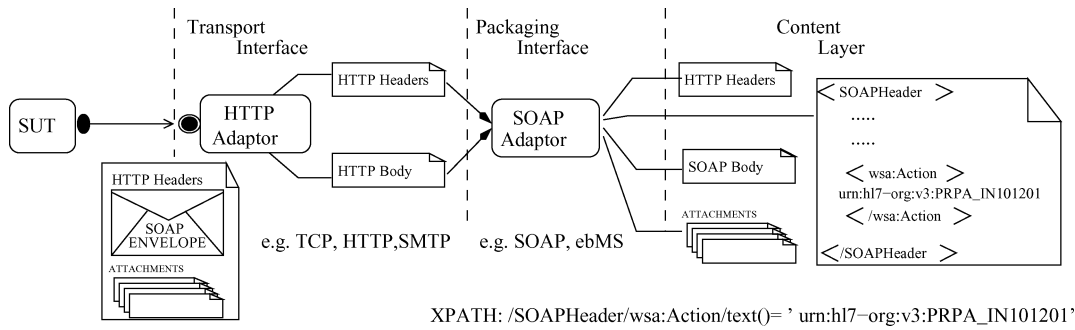 Transport
Interface
Packaging
Interface
Content
Layer
SUT
HTTP
Adaptor
HTTP Headers
HTTP Body
SOAP
Adaptor
HTTP Headers
SOAP Body
ATTACHMENTS
< SOAPHeader >
.....
.....
< wsa:Action >
urn:hl7−org:v3:PRPA_IN101201
< /wsa:Action >
< /SOAPHeader >
HTTP Headers
SOAP
ENVELOPE
ATTACHMENTS
e.g. TCP, HTTP,SMTP
e.g. SOAP, ebMS
XPATH: /SOAPHeader/wsa:Action/text()= ’ urn:hl7−org:v3:PRPA_IN101201’